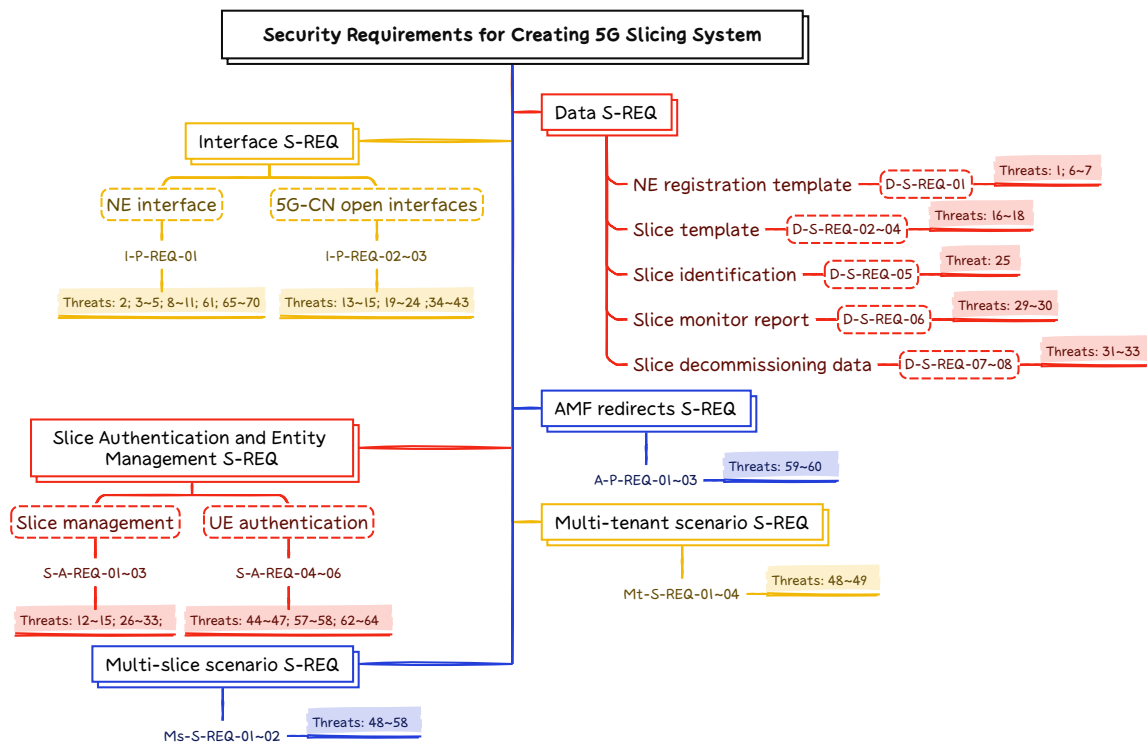 Security Requirements for Creating 5G Slicing System
Interface S-REQ
NE interface
5G-CN open interfaces
I-P-REQ-01
I-P-REQ-02~03
Threats: 2; 3~5; 8~11; 61; 65~70
Threats: 13~15; 19~24 ;34~43
Data S-REQ
NE registration template
D-S-REQ-01
Threats: 1; 6~7
Slice template
D-S-REQ-02~04
Threats: 16~18
Slice identification
D-S-REQ-05
Threat: 25
Slice monitor report
D-S-REQ-06
Threats: 29~30
Slice decommissioning data
D-S-REQ-07~08
Threats: 31~33
AMF redirects S-REQ
A-P-REQ-01~03
Threats: 59~60
Slice Authentication and Entity
Management S-REQ
Slice management
UE authentication
S-A-REQ-01~03
S-A-REQ-04~06
Threats: 12~15; 26~33;
Threats: 44~47; 57~58; 62~64
Multi-tenant scenario S-REQ
Mt-S-REQ-01~04
Threats: 48~49
Multi-slice scenario S-REQ
Ms-S-REQ-01~02
Threats: 48~58